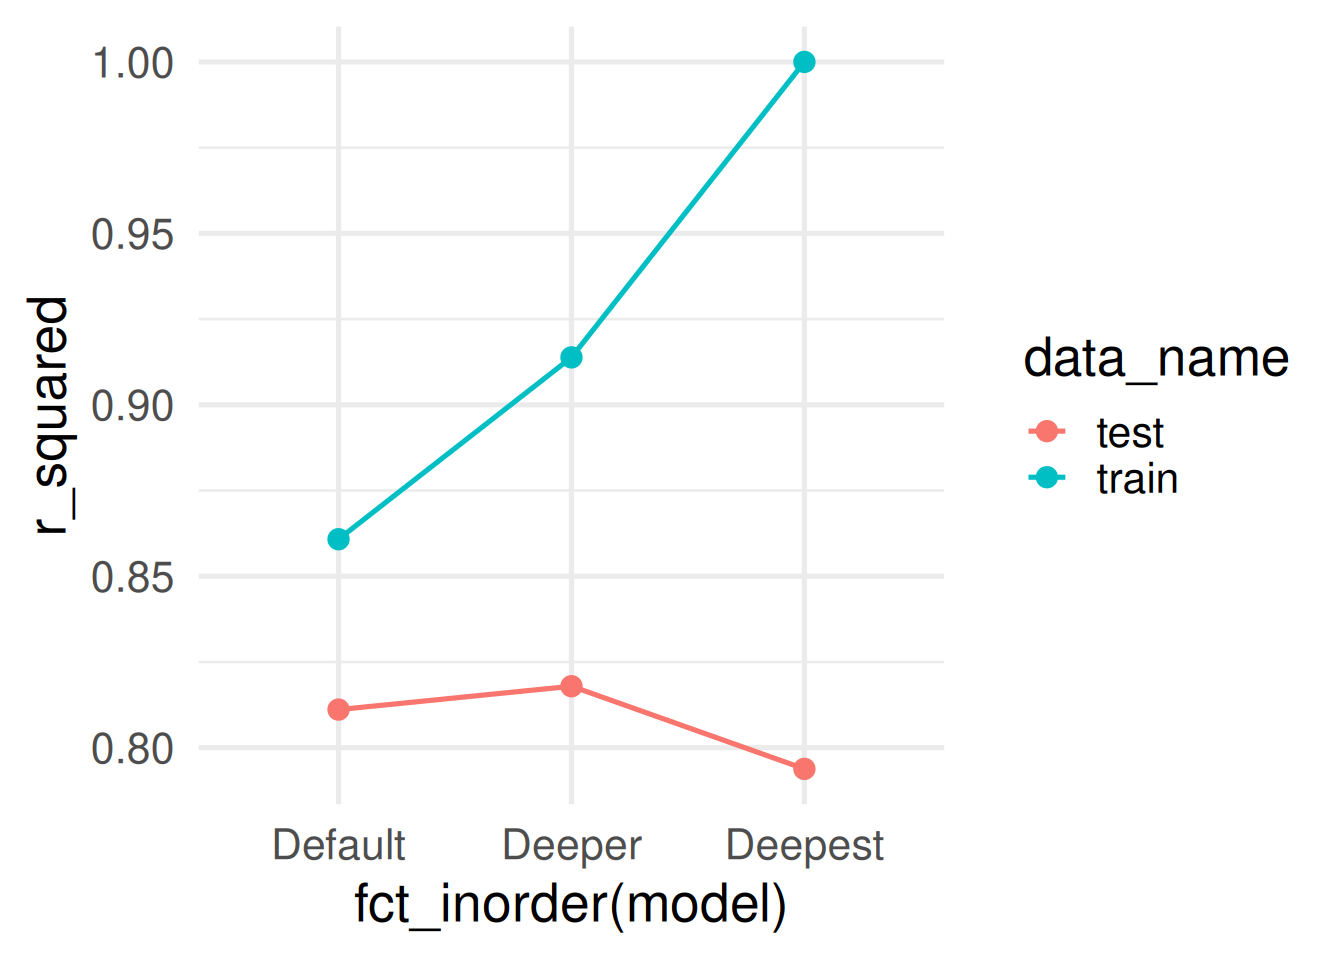 1.00
0.95
0.90
0.85
0.80
r_squared
Default Deeper Deepest
fct_inorder(model)
data_name
test
train